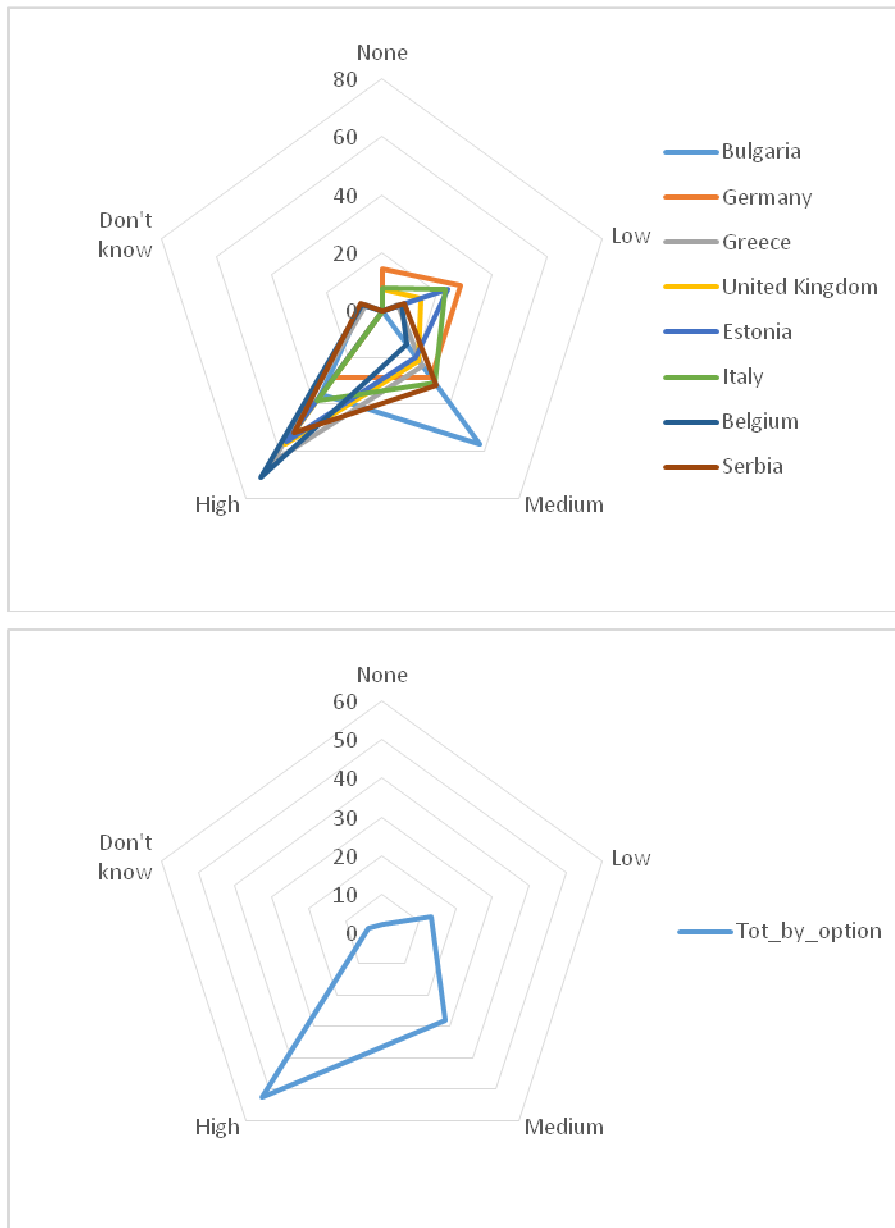 None
80
60
40
20
0
Don't
know
Low
High
Medium
Bulgaria
Germany
Greece
United Kingdom
Estonia
Italy
Belgium
Serbia
None
60
50
40
30
20
10
0
Don't
know
Low
High
Medium
Tot_by_option